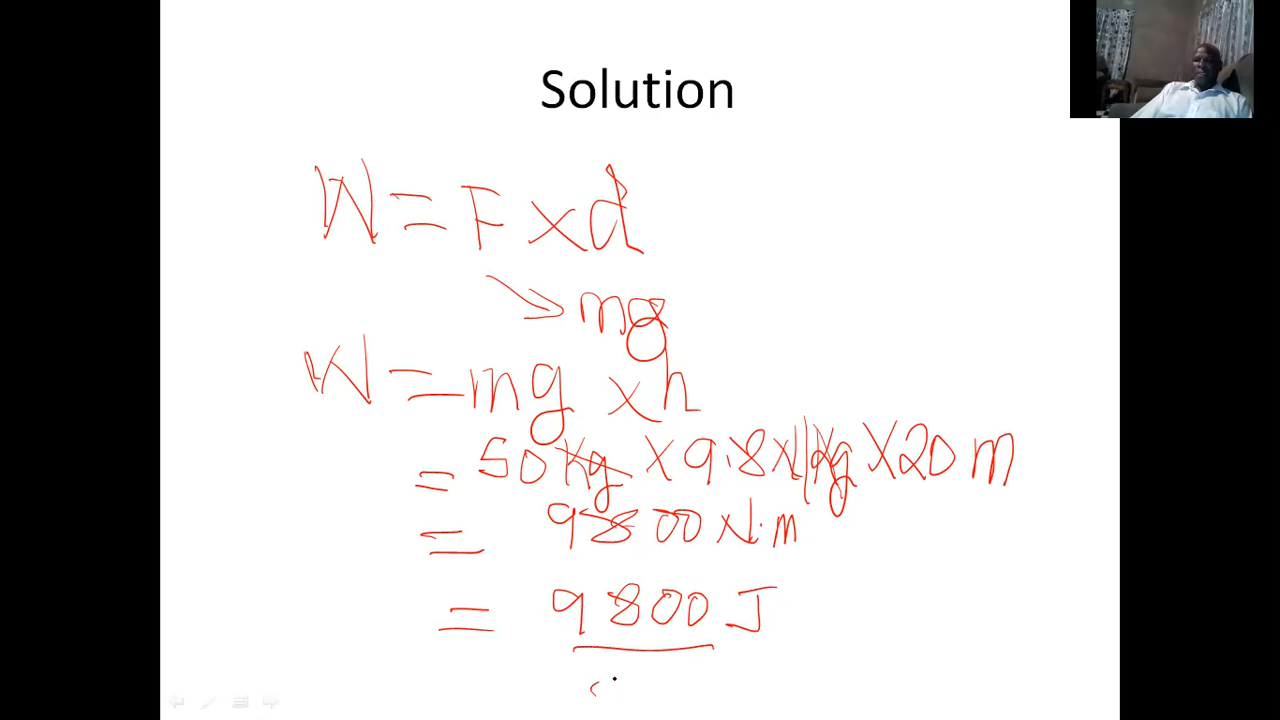 Solution
W = F x d
mg
W = mg x h
= 50 kg x 9.8 N/kg x 20 m
= 9800 N.m
= 9800 J